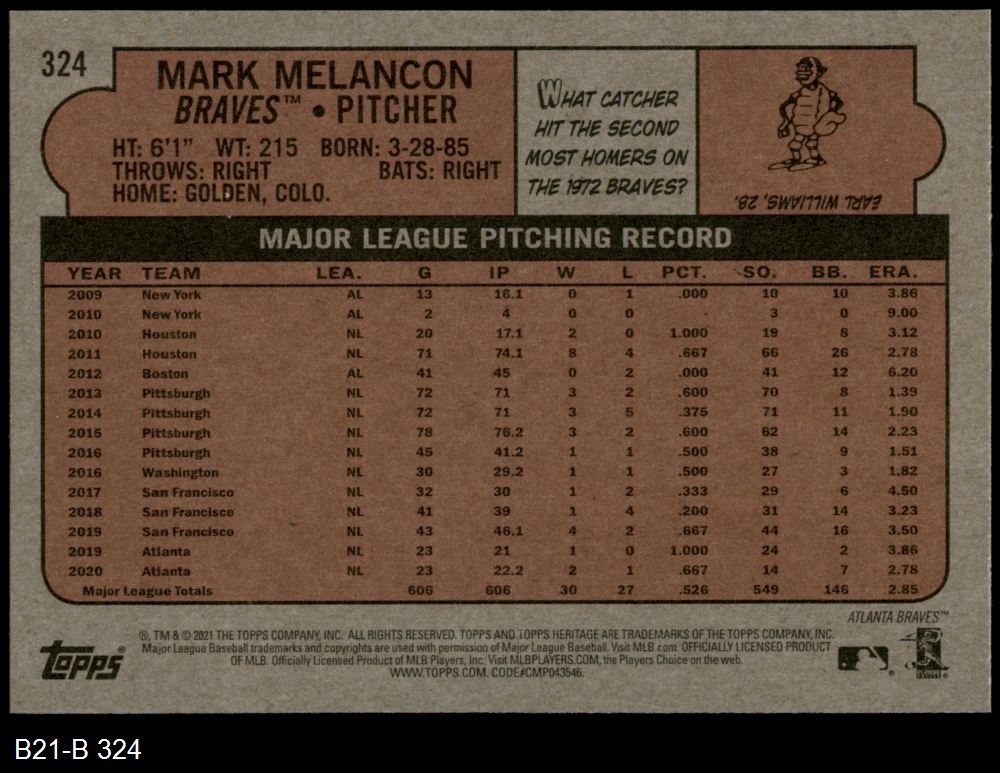 324
MARK MELANCON
BRAVES™ • PITCHER
HT: 6'1" WT: 215 BORN: 3-28-85
THROWS: RIGHT BATS: RIGHT
HOME: GOLDEN, COLO.
WHAT CATCHER
HIT THE SECOND
MOST HOMERS ON
THE 1972 BRAVES?
EARL WILLIAMS, 28.
MAJOR LEAGUE PITCHING RECORD
YEAR TEAM LEA. G IP W L PCT. SO. BB. ERA.
2009 New York AL 13 16.1 0 1 .000 10 10 3.86
2010 New York AL 2 4 0 0 - 3 0 9.00
2010 Houston NL 20 17.1 2 0 1.000 19 8 3.12
2011 Houston NL 71 74.1 8 4 .667 66 26 2.78
2012 Boston AL 41 45 0 2 .000 41 12 6.20
2013 Pittsburgh NL 72 71 3 2 .600 70 8 1.39
2014 Pittsburgh NL 72 71 3 5 .375 71 11 1.90
2015 Pittsburgh NL 78 76.2 3 2 .600 62 14 2.23
2016 Pittsburgh NL 45 41.2 1 1 .500 38 9 1.51
2016 Washington NL 30 29.2 1 1 .500 27 3 1.82
2017 San Francisco NL 32 30 1 2 .333 29 6 4.50
2018 San Francisco NL 41 39 1 4 .200 31 14 3.23
2019 San Francisco NL 43 46.1 4 2 .667 44 16 3.50
2019 Atlanta NL 23 21 1 0 1.000 24 2 3.86
2020 Atlanta NL 23 22.2 2 1 .667 14 7 2.78
Major League Totals 606 606 30 27 .526 549 146 2.85
ATLANTA BRAVES™
®, TM & © 2021 THE TOPPS COMPANY, INC. ALL RIGHTS RESERVED. TOPPS AND TOPPS HERITAGE ARE TRADEMARKS OF THE TOPPS COMPANY, INC.
Major League Baseball trademarks and copyrights are used with permission of Major League Baseball. Visit MLB.com. OFFICIALLY LICENSED PRODUCT
OF MLB. Officially Licensed Product of MLB Players, Inc. Visit MLBPLAYERS.COM, the Players Choice on the web.
WWW.TOPPS.COM. CODE#CMP043546.
topps®
B21-B 324